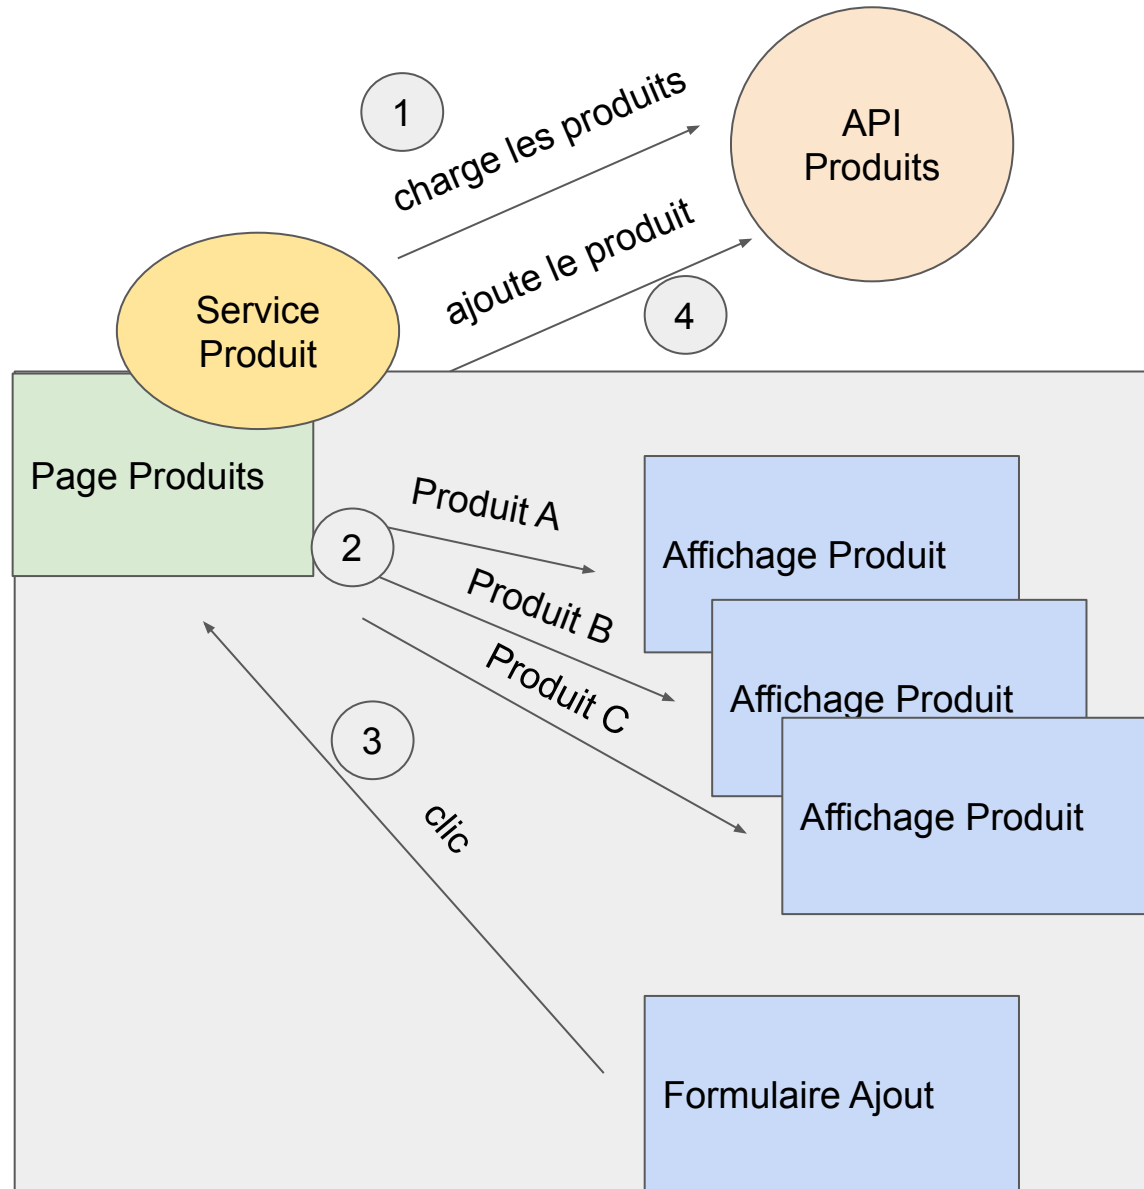 1
charge les produits
API
Produits
ajoute le produit
4
Service
Produit
Page Produits
2
Produit A
Affichage Produit
Produit B
Produit C
Affichage Produit
3
clic
Affichage Produit
Formulaire Ajout